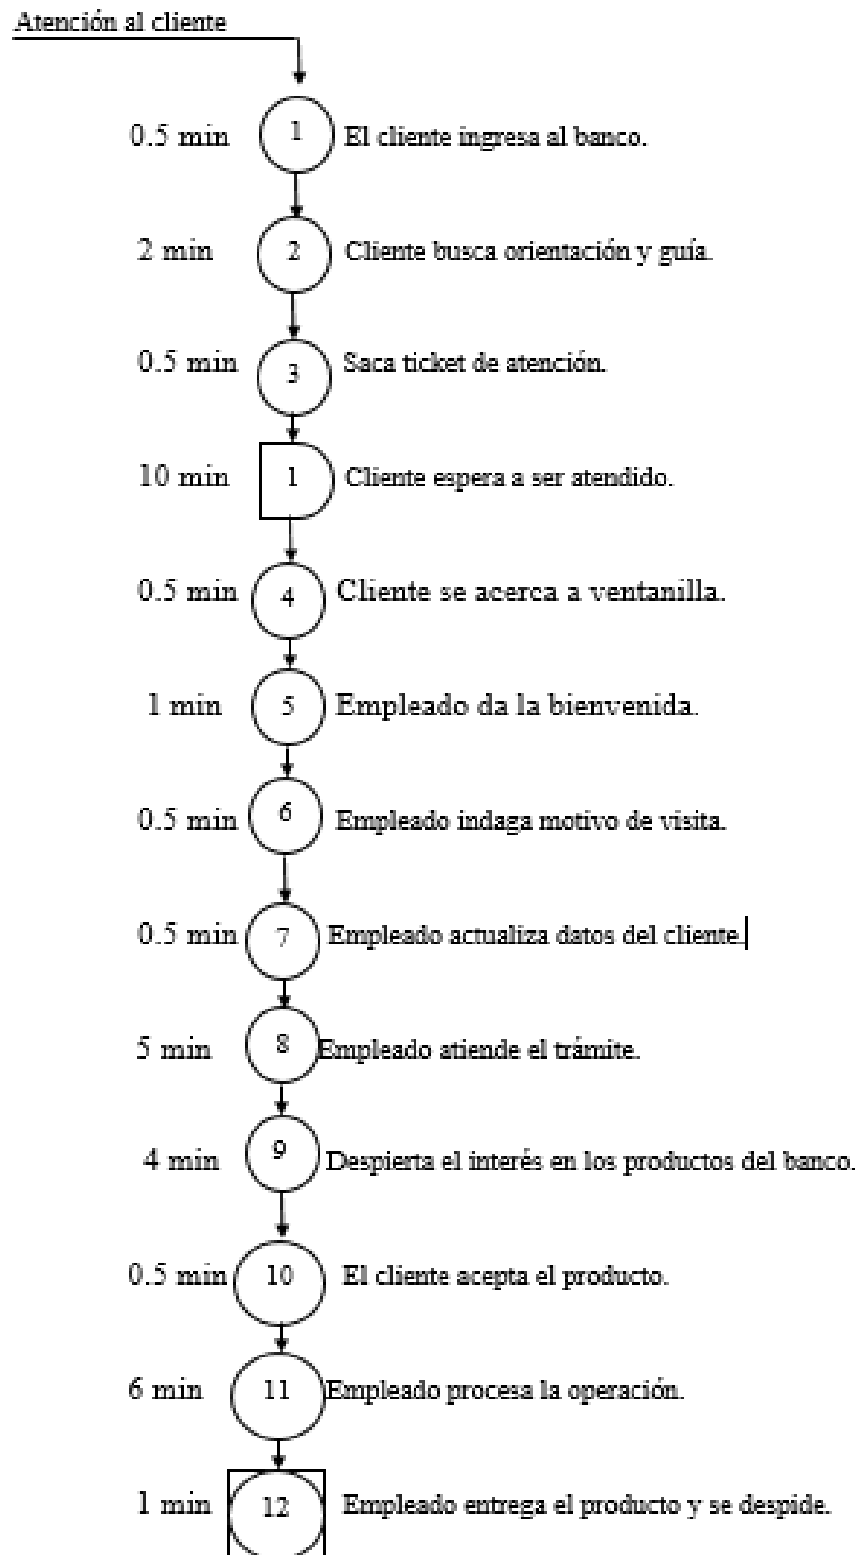 Atención al cliente
0.5 min 1 El cliente ingresa al banco.
2 min 2 Cliente busca orientación y guía.
0.5 min 3 Saca ticket de atención.
10 min 1 Cliente espera a ser atendido.
0.5 min 4 Cliente se acerca a ventanilla.
1 min 5 Empleado da la bienvenida.
0.5 min 6 Empleado indaga motivo de visita.
0.5 min 7 Empleado actualiza datos del cliente.
5 min 8 Empleado atiende el trámite.
4 min 9 Despierta el interés en los productos del banco.
0.5 min 10 El cliente acepta el producto.
6 min 11 Empleado procesa la operación.
1 min 12 Empleado entrega el producto y se despide.